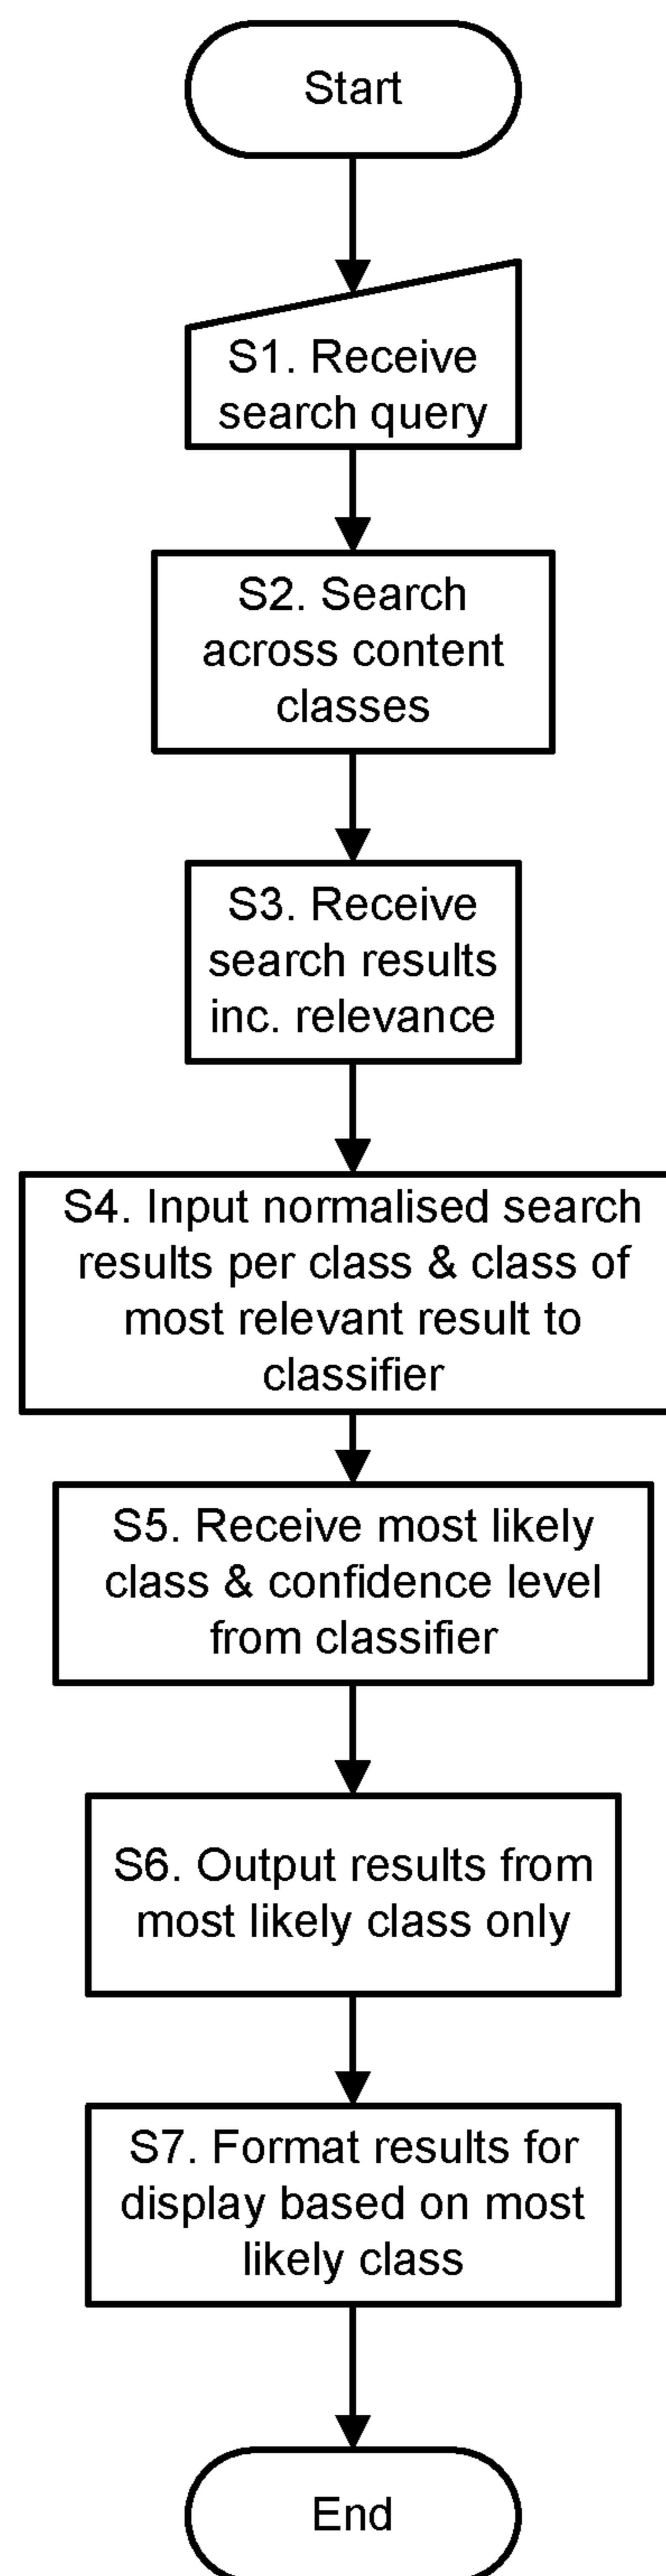 Start
S1. Receive
search query
S2. Search
across content
classes
S3. Receive
search results
inc. relevance
S4. Input normalised search
results per class & class of
most relevant result to
classifier
S5. Receive most likely
class & confidence level
from classifier
S6. Output results from
most likely class only
S7. Format results for
display based on most
likely class
End